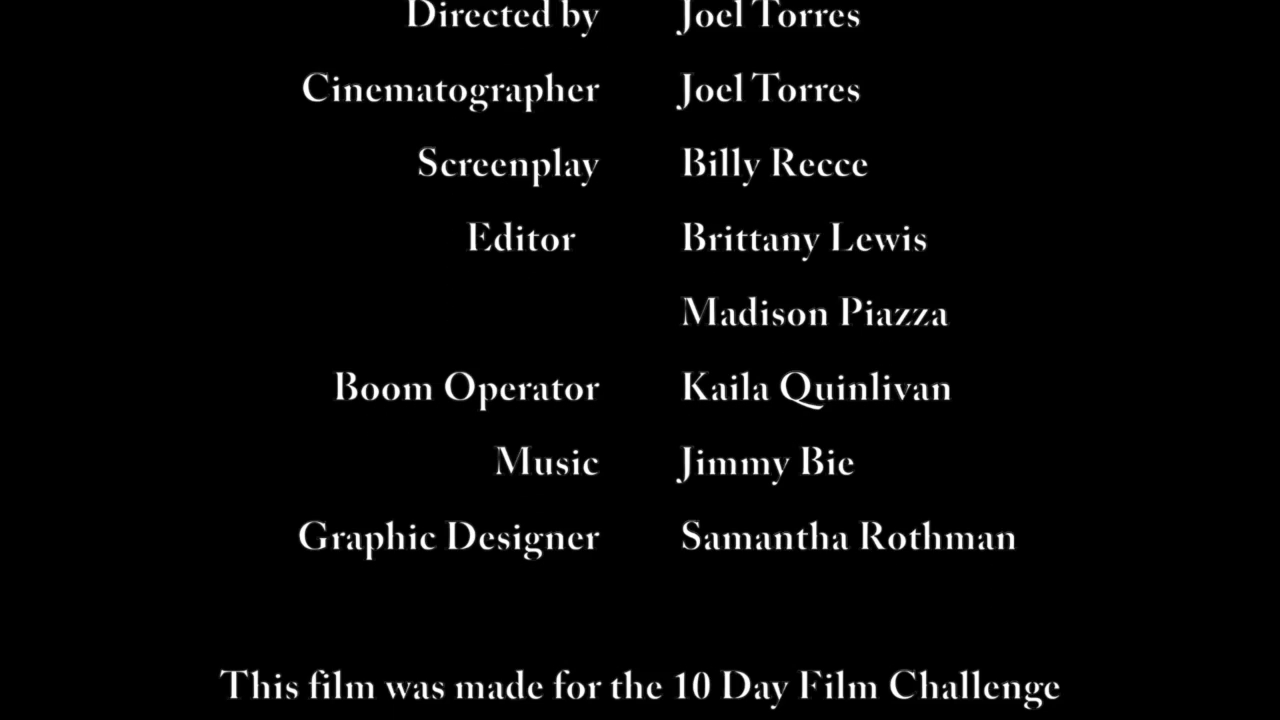 Directed by Joel Torres
Cinematographer Joel Torres
Screenplay Billy Recce
Editor Brittany Lewis
Madison Piazza
Boom Operator Kaila Quinlivan
Music Jimmy Bie
Graphic Designer Samantha Rothman
This film was made for the 10 Day Film Challenge